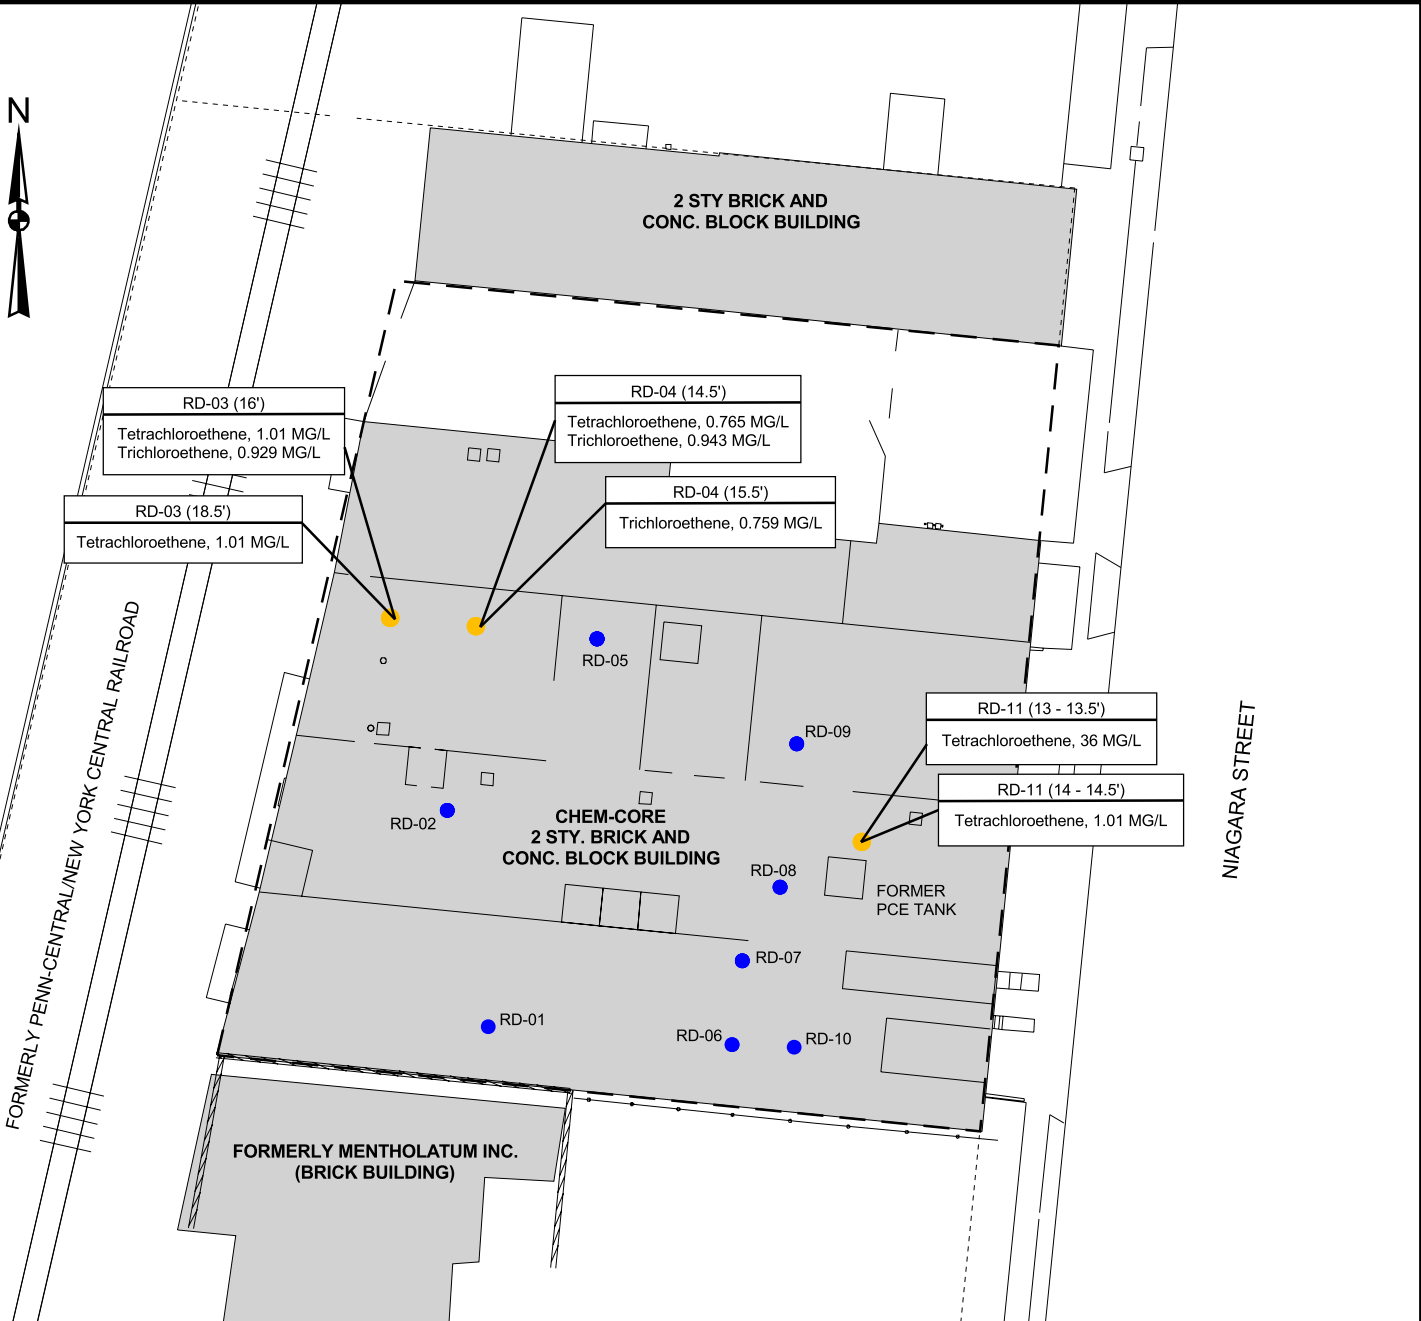 N
2 STY BRICK AND
CONC. BLOCK BUILDING
RD-03 (16')
Tetrachloroethene, 1.01 MG/L
Trichloroethene, 0.929 MG/L
RD-04 (14.5')
Tetrachloroethene, 0.765 MG/L
Trichloroethene, 0.943 MG/L
RD-03 (18.5')
Tetrachloroethene, 1.01 MG/L
RD-04 (15.5')
Trichloroethene, 0.759 MG/L
RD-05
RD-11 (13 - 13.5')
Tetrachloroethene, 36 MG/L
RD-09
RD-11 (14 - 14.5')
Tetrachloroethene, 1.01 MG/L
RD-02
CHEM-CORE
2 STY. BRICK AND
CONC. BLOCK BUILDING
RD-08
FORMER
PCE TANK
RD-07
RD-01
RD-06
RD-10
FORMERLY PENN-CENTRAL/NEW YORK CENTRAL RAILROAD
NIAGARA STREET
FORMERLY MENTHOLATUM INC.
(BRICK BUILDING)